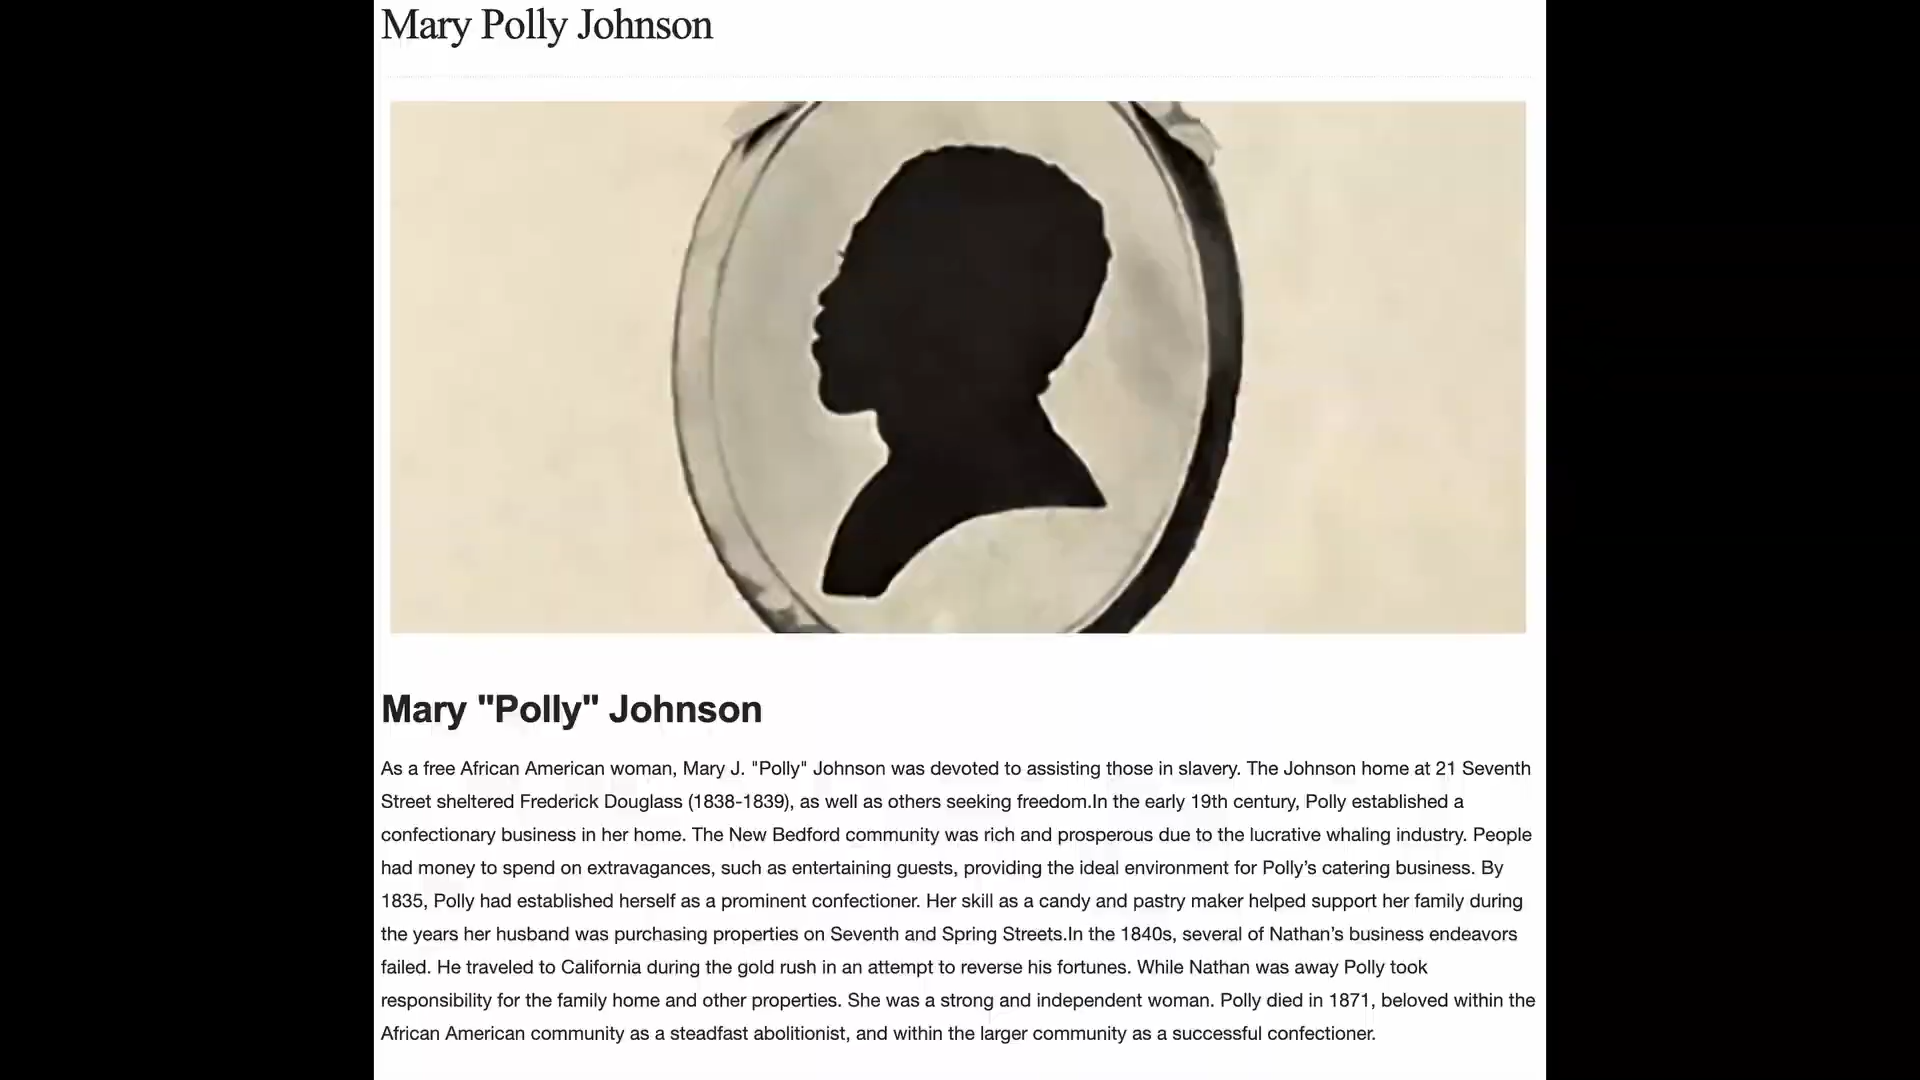 Mary Polly Johnson
Mary "Polly" Johnson
As a free African American woman, Mary J. "Polly" Johnson was devoted to assisting those in slavery. The Johnson home at 21 Seventh
Street sheltered Frederick Douglass (1838-1839), as well as others seeking freedom.In the early 19th century, Polly established a
confectionary business in her home. The New Bedford community was rich and prosperous due to the lucrative whaling industry. People
had money to spend on extravagances, such as entertaining guests, providing the ideal environment for Polly’s catering business. By
1835, Polly had established herself as a prominent confectioner. Her skill as a candy and pastry maker helped support her family during
the years her husband was purchasing properties on Seventh and Spring Streets.In the 1840s, several of Nathan’s business endeavors
failed. He traveled to California during the gold rush in an attempt to reverse his fortunes. While Nathan was away Polly took
responsibility for the family home and other properties. She was a strong and independent woman. Polly died in 1871, beloved within the
African American community as a steadfast abolitionist, and within the larger community as a successful confectioner.